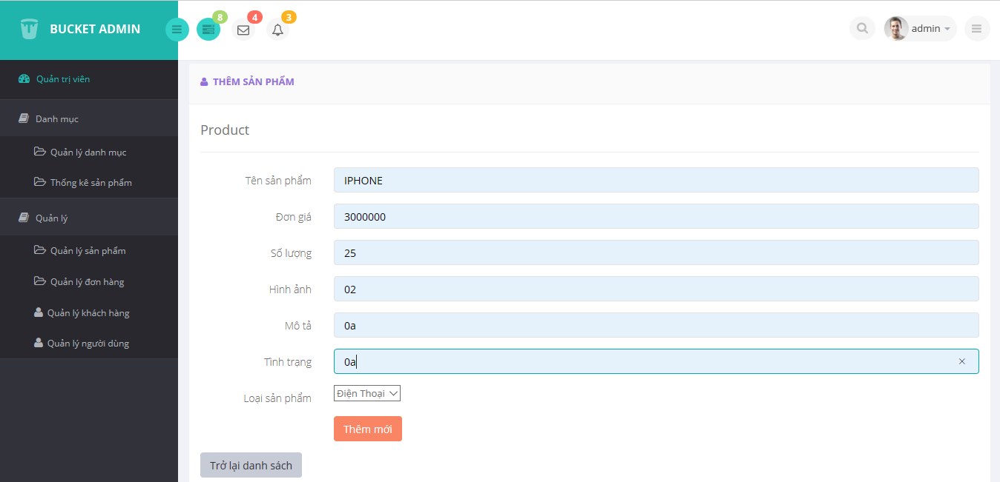 BUCKET ADMIN
8
4
3
admin
Quản trị viên
Danh mục
Quản lý danh mục
Thống kê sản phẩm
Quản lý
Quản lý sản phẩm
Quản lý đơn hàng
Quản lý khách hàng
Quản lý người dùng
THÊM SẢN PHẨM
Product
Tên sản phẩm IPHONE
Đơn giá 3000000
Số lượng 25
Hình ảnh 02
Mô tả 0a
Tình trạng 0a
Loại sản phẩm Điện Thoại
Thêm mới
Trở lại danh sách